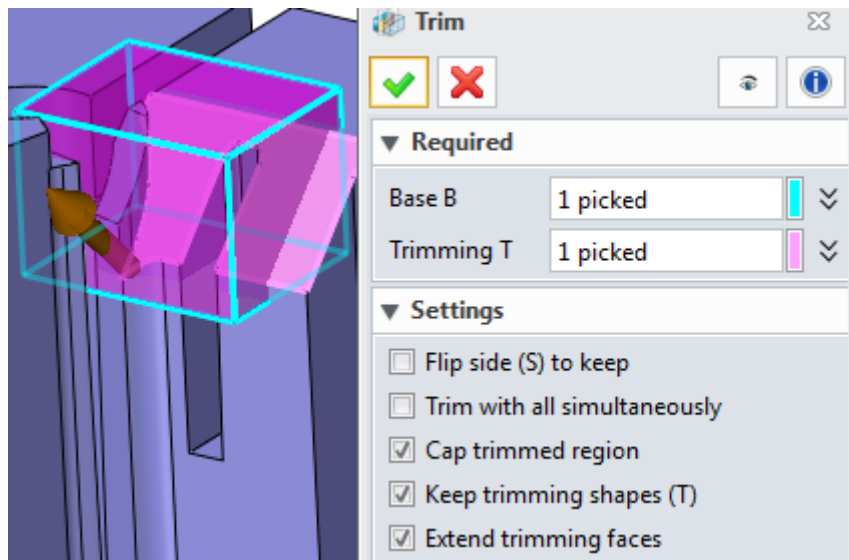 Trim
Required
Base B 1 picked
Trimming T 1 picked
Settings
Flip side (S) to keep
Trim with all simultaneously
Cap trimmed region
Keep trimming shapes (T)
Extend trimming faces